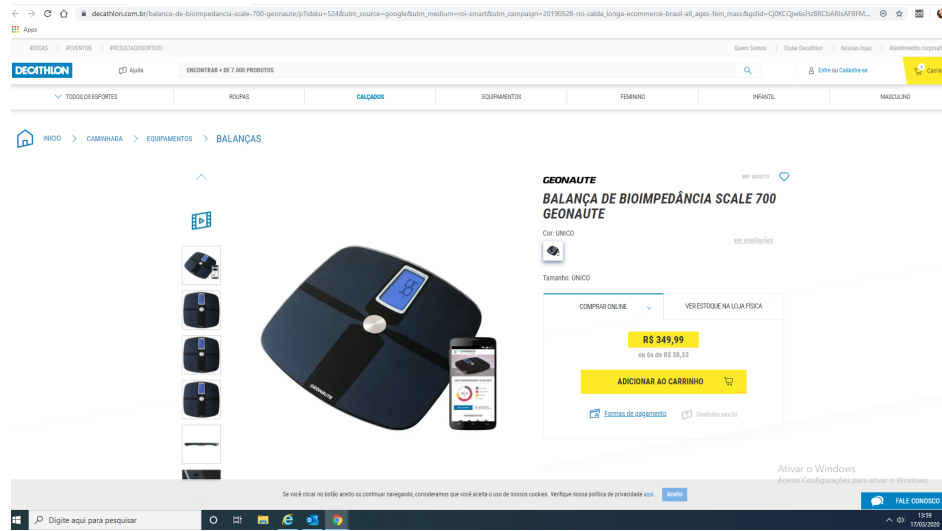 decathlon.com.br/balanca-de-bioimpedancia-scale-700-geonaute/p?idsku=524&utm_source=google&utm_medium=roi-smart&utm_campaign=20190528-roi-calda_longa-ecommerce-brasil-all_ages-fem_masc&gclid=
Apps
#DICAS #EVENTOS #RESULTADOSORTEIO Quem Somos Clube Decathlon Nossas lojas Atendimento corporati
DECATHLON Ajuda ENCONTRAR + DE 7.000 PRODUTOS Entre ou Cadastre-se Carrin
TODOS OS ESPORTES ROUPAS CALÇADOS EQUIPAMENTOS FEMININO INFANTIL MASCULINO
INICIO > CAMINHADA > EQUIPAMENTOS > BALANÇAS
GEONAUTE
BALANÇA DE BIOIMPEDÂNCIA SCALE 700
GEONAUTE
Cor: UNICO
ver avaliações
Tamanho: ÚNICO
COMPRAR ONLINE VER ESTOQUE NA LOJA FÍSICA
R$ 349,99
ou 6x de R$ 58,33
ADICIONAR AO CARRINHO
Formas de pagamento
GEONAUTE
Ativar o Windows
Acesse Configurações para ativar o Windows.
Se você clicar no botão aceito ou continuar navegando, consideramos que você aceita o uso de nossos cookies. Verifique nossa política de privacidade aqui. Aceito
FALE CONOSCO
Digite aqui para pesquisar
13:59
17/03/2020